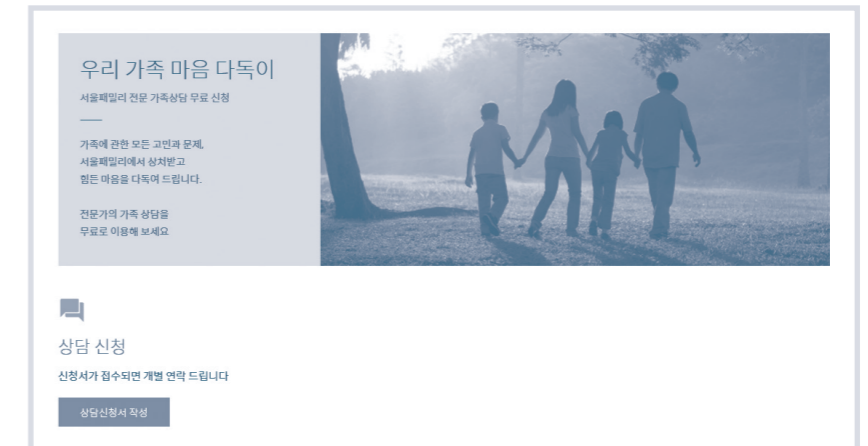 우리 가족 마음 다독이
서울패밀리 전문 가족상담 무료 신청
가족에 관한 모든 고민과 문제,
서울패밀리에서 상처받고
힘든 마음을 다독여 드립니다.
전문가의 가족 상담을
무료로 이용해 보세요
상담 신청
신청서가 접수되면 개별 연락 드립니다
상담신청서 작성